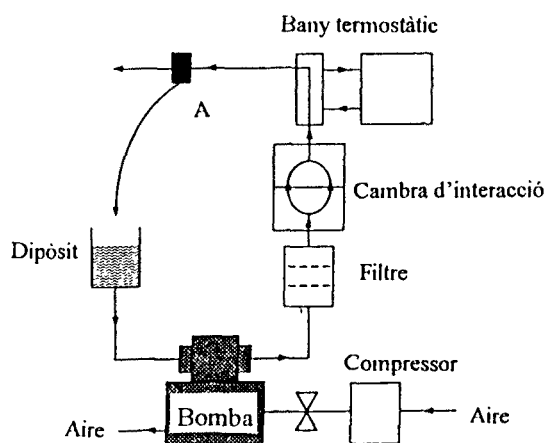 Bany termostàtic
A
Cambra d'interacció
Dipòsit
Filtre
Compressor
Aire
Bomba
Aire